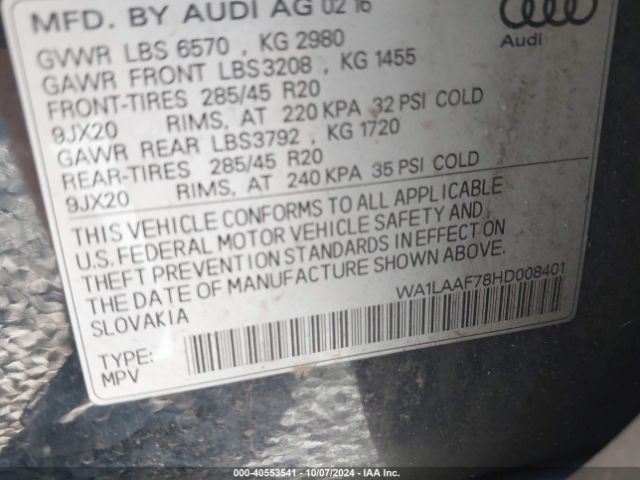 MFD. BY AUDI AG 02 16
GVWR LBS 6570 , KG 2980
GAWR FRONT LBS3208 , KG 1455
FRONT-TIRES 285/45 R20
9JX20 RIMS, AT 220 KPA 32 PSI COLD
GAWR REAR LBS3792 , KG 1720
REAR-TIRES 285/45 R20
9JX20 RIMS, AT 240 KPA 35 PSI COLD
THIS VEHICLE CONFORMS TO ALL APPLICABLE
U.S. FEDERAL MOTOR VEHICLE SAFETY AND
THEFT PREVENTION STANDARDS IN EFFECT ON
THE DATE OF MANUFACTURE SHOWN ABOVE.
SLOVAKIA
WA1LAAF78HD008401
TYPE:
MPV
Audi
000-40553541 - 10/07/2024 - IAA Inc.